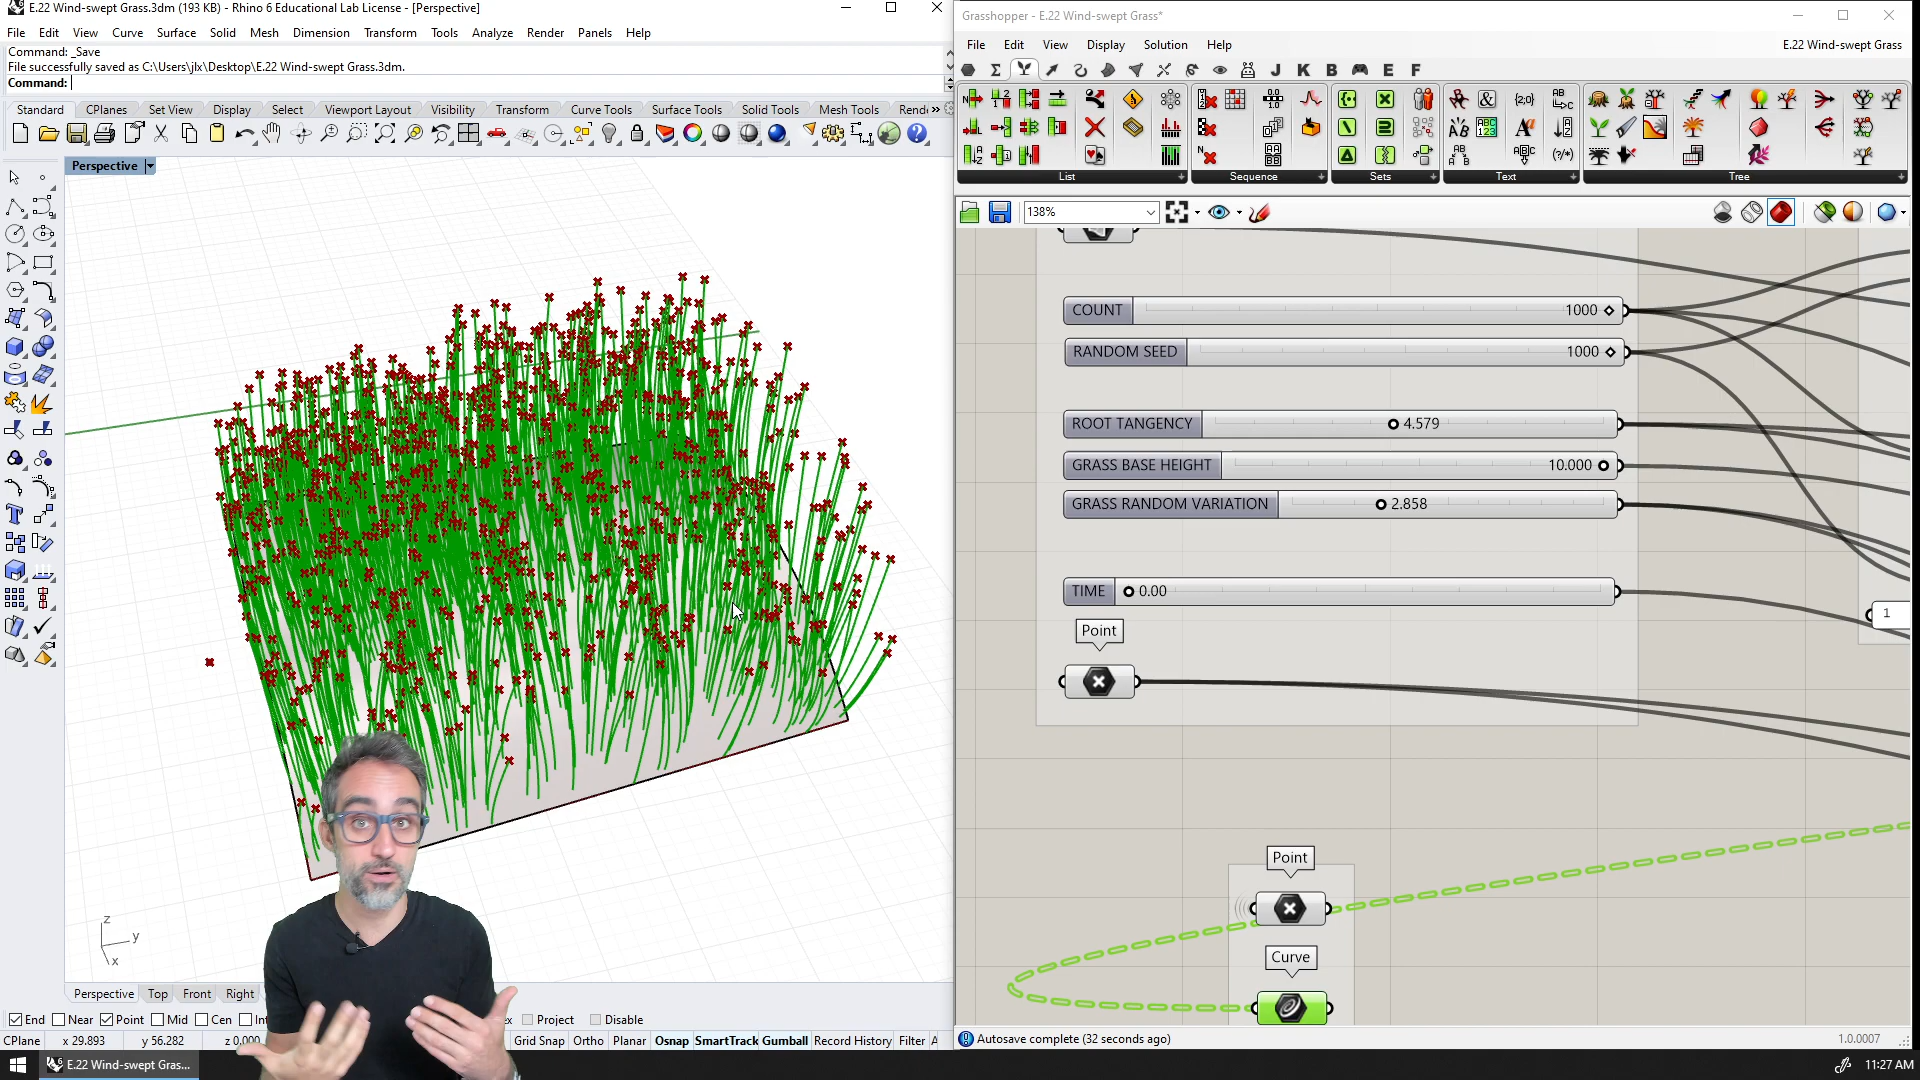 E.22 Wind-swept Grass.3dm (193 KB) - Rhino 6 Educational Lab License - [Perspective]
File Edit View Curve Surface Solid Mesh Dimension Transform Tools Analyze Render Panels Help
Command: _Save
File successfully saved as C:\Users\jlx\Desktop\E.22 Wind-swept Grass.3dm.
Command:
Standard CPlanes Set View Display Select Viewport Layout Visibility Transform Curve Tools Surface Tools Solid Tools Mesh Tools Rend
Perspective
z
y
x
Perspective Top Front Right
End Near Point Mid Cen Project Disable
CPlane x 29.893 y 56.282 z 0.000 Grid Snap Ortho Planar Osnap SmartTrack Gumball Record History Filter
E.22 Wind-swept Gras...
Grasshopper - E.22 Wind-swept Grass*
File Edit View Display Solution Help E.22 Wind-swept Grass
J K B E F
List Sequence Sets Text Tree
138%
COUNT 1000
RANDOM SEED 1000
ROOT TANGENCY 4.579
GRASS BASE HEIGHT 10.000
GRASS RANDOM VARIATION 2.858
TIME 0.00
1
Point
Point
Curve
Autosave complete (32 seconds ago) 1.0.0007
11:27 AM